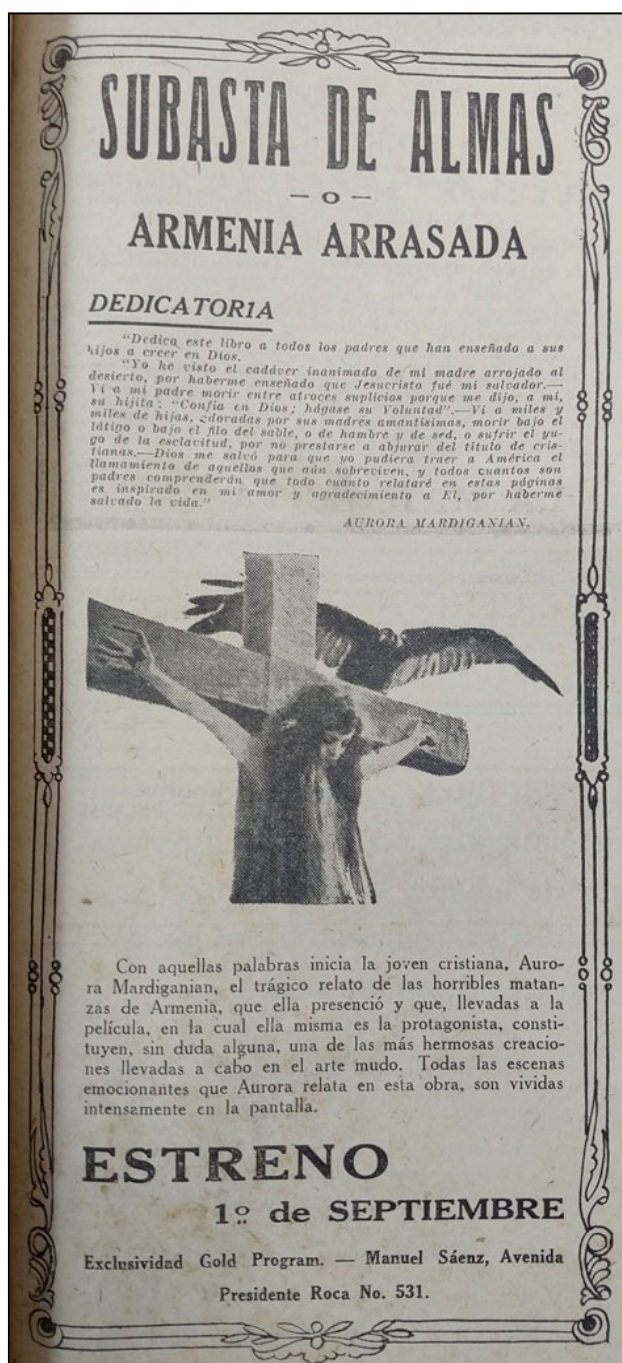 SUBASTA DE ALMAS
— o —
ARMENIA ARRASADA
DEDICATOR1A
"Dedico este libro a todos los padres que han enseñado a sus
hijos a creer en Dios.
"Yo he visto el cadáver inanimado de mi madre arrojado al
desierto, por haberme enseñado que Jesucristo fué mi salvador.—
Vi a mi padre morir entre atroces suplicios porque me dijo, a mí,
su hijita: "Confía en Dios; hágase su Voluntad".—Vi a miles y
miles de hijas, adoradas por sus madres amantísimas, morir bajo el
látigo o bajo el filo del sable, o de hambre y de sed, o sufrir el yu-
go de la esclavitud, por no prestarse a abjurar del título de cris-
tianas.—Dios me salvó para que yo pudiera traer a América el
llamamiento de aquellos que aún sobreviven, y todos cuantos son
padres comprenderán que todo cuanto relataré en estas páginas
es inspirado en mi amor y agradecimiento a El, por haberme
salvado la vida."
AURORA MARDIGANIAN.
Con aquellas palabras inicia la joven cristiana, Auro-
ra Mardiganian, el trágico relato de las horribles matan-
zas de Armenia, que ella presenció y que, llevadas a la
película, en la cual ella misma es la protagonista, consti-
tuyen, sin duda alguna, una de las más hermosas creacio-
nes llevadas a cabo en el arte mudo. Todas las escenas
emocionantes que Aurora relata en esta obra, son vividas
intensamente en la pantalla.
ESTRENO
1º de SEPTIEMBRE
Exclusividad Gold Program. — Manuel Sáenz, Avenida
Presidente Roca No. 531.